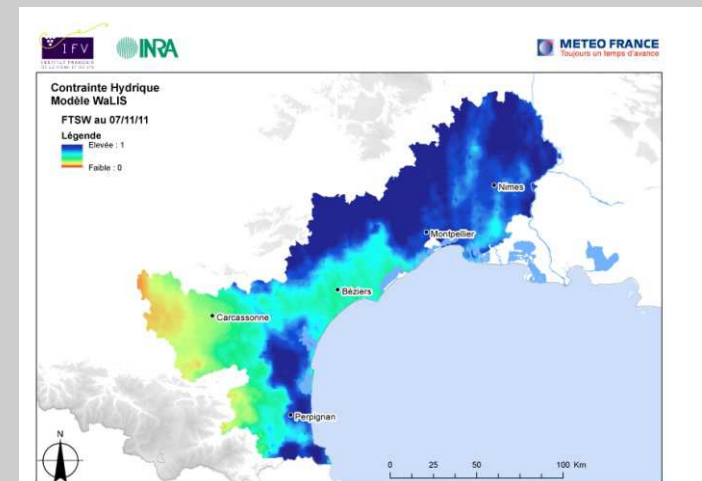 IFV
INRA
METEO FRANCE
Toujours un temps d'avance
Contrainte Hydrique
Modèle WaLIS
FTSW au 07/11/11
Légende
Elevée : 1
Faible : 0
Nimes
Montpellier
Béziers
Carcassonne
Perpignan
N
0 25 50 100 Km